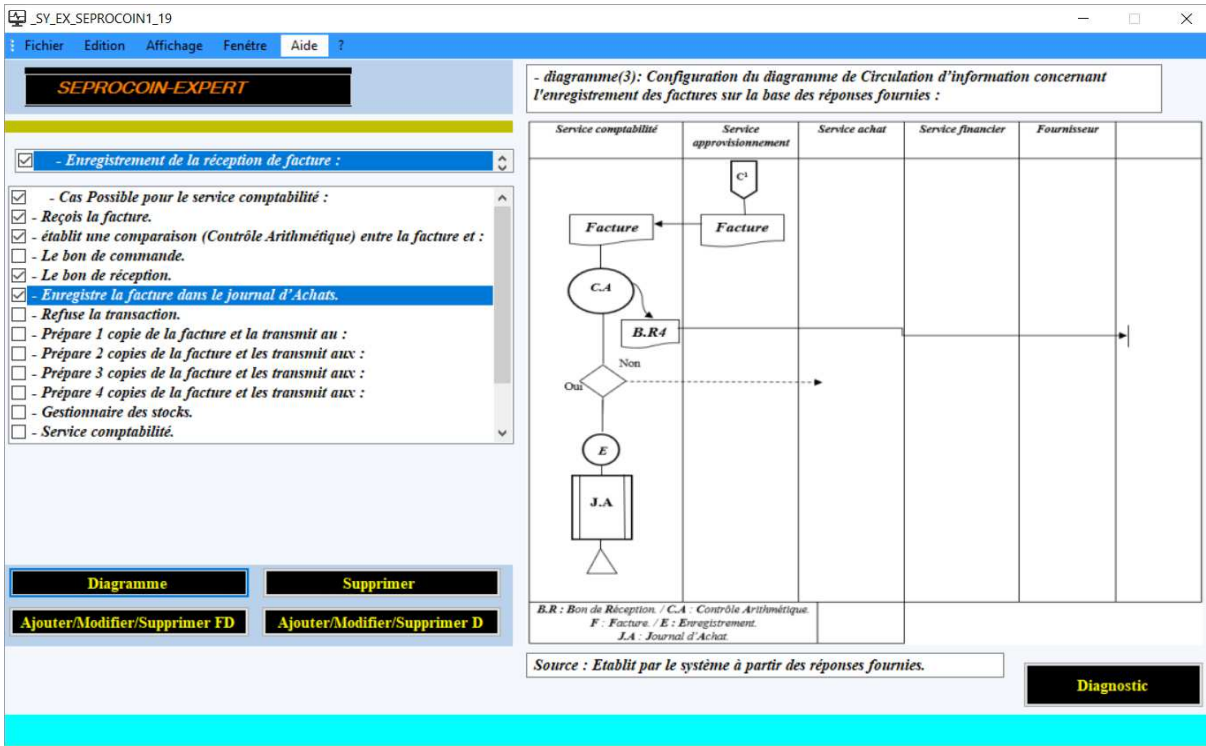 _SY_EX_SEPROCOIN1_19
Fichier Edition Affichage Fenétre Aide ?
SEPROCOIN-EXPERT
- Enregistrement de la réception de facture :
- Cas Possible pour le service comptabilité :
- Reçois la facture.
- établit une comparaison (Contrôle Arithmétique) entre la facture et :
- Le bon de commande.
- Le bon de réception.
- Enregistre la facture dans le journal d'Achats.
- Refuse la transaction.
- Prépare 1 copie de la facture et la transmit au :
- Prépare 2 copies de la facture et les transmit aux :
- Prépare 3 copies de la facture et les transmit aux :
- Prépare 4 copies de la facture et les transmit aux :
- Gestionnaire des stocks.
- Service comptabilité.
Diagramme Supprimer
Ajouter/Modifier/Supprimer FD Ajouter/Modifier/Supprimer D
- diagramme(3): Configuration du diagramme de Circulation d'information concernant
l'enregistrement des factures sur la base des réponses fournies :
Service comptabilité Service Service achat Service financier Fournisseur
approvisionnement
C1
Facture Facture
C.A
B.R4
Non
Oui
E
J.A
B.R : Bon de Réception. / C.A : Contrôle Arithmétique.
F : Facture. / E : Enregistrement.
J.A : Journal d'Achat.
Source : Etablit par le système à partir des réponses fournies.
Diagnostic